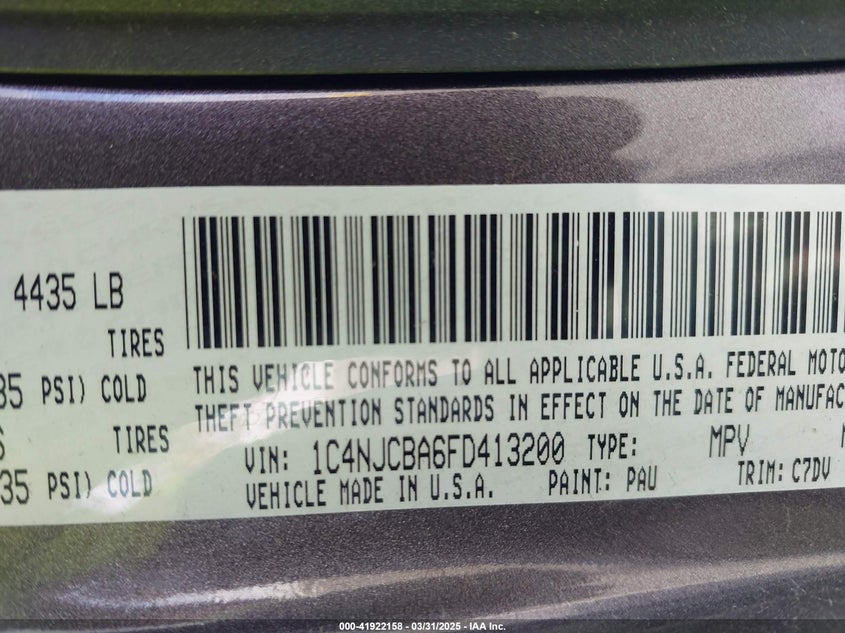 4435 LB
TIRES
35 PSI) COLD
TIRES
35 PSI) COLD
THIS VEHICLE CONFORMS TO ALL APPLICABLE U.S.A. FEDERAL MOTO
THEFT PREVENTION STANDARDS IN EFFECT ON THE DATE OF MANUFAC
VIN: 1C4NJCBA6FD413200 TYPE: MPV
VEHICLE MADE IN U.S.A. PAINT: PAU TRIM: C7DV
000-41922158 - 03/31/2025 - IAA Inc.